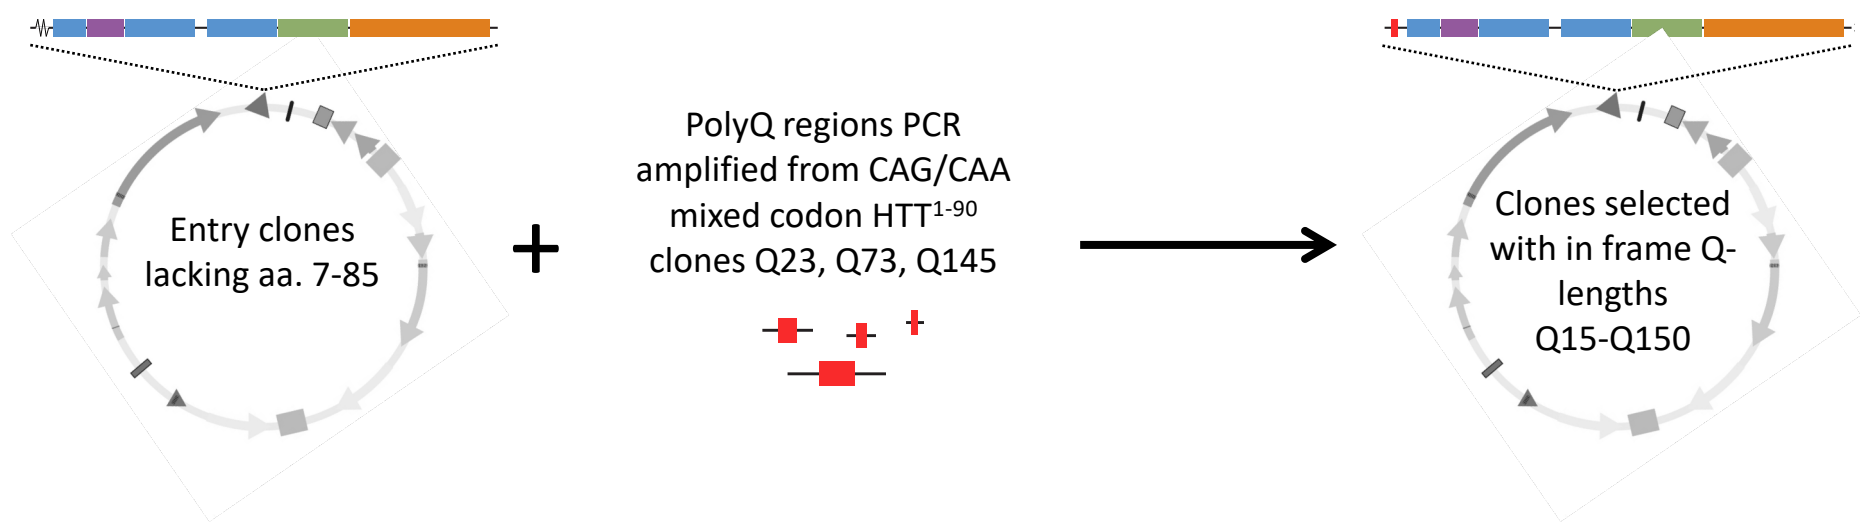 Entry clones
lacking aa. 7-85
+
PolyQ regions PCR
amplified from CAG/CAA
mixed codon HTT1-90
clones Q23, Q73, Q145
Clones selected
with in frame Q-
lengths
Q15-Q150